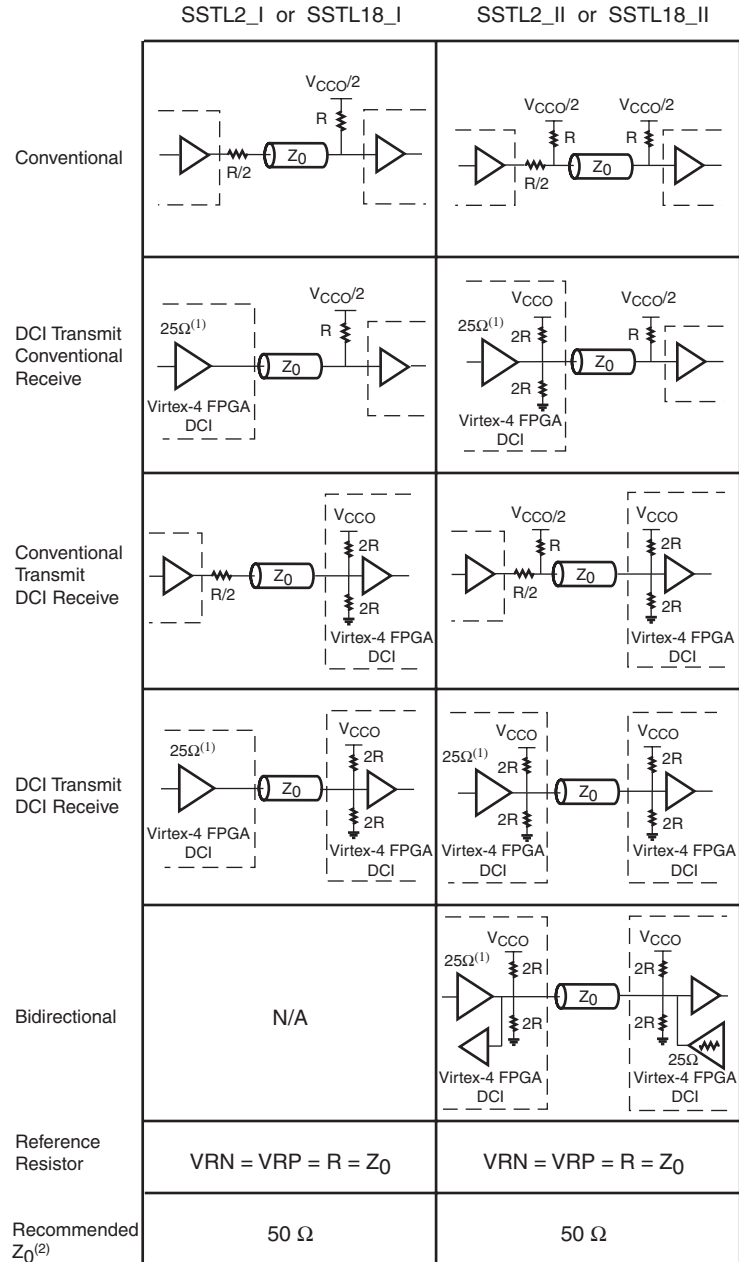 SSTL2_I or SSTL18_I
SSTL2_II or SSTL18_II
Conventional
R/2
Z0
R
VCCO/2
R/2
VCCO/2
R
Z0
VCCO/2
R
DCI Transmit
Conventional
Receive
25Ω(1)
Virtex-4 FPGA
DCI
Z0
VCCO/2
R
25Ω(1)
VCCO
2R
2R
Virtex-4 FPGA
DCI
Z0
VCCO/2
R
Conventional
Transmit
DCI Receive
R/2
Z0
VCCO
2R
2R
Virtex-4 FPGA
DCI
R/2
VCCO/2
R
Z0
VCCO
2R
2R
Virtex-4 FPGA
DCI
DCI Transmit
DCI Receive
25Ω(1)
Virtex-4 FPGA
DCI
Z0
VCCO
2R
2R
Virtex-4 FPGA
DCI
25Ω(1)
VCCO
2R
2R
Virtex-4 FPGA
DCI
Z0
VCCO
2R
2R
Virtex-4 FPGA
DCI
Bidirectional
N/A
25Ω(1)
VCCO
2R
2R
Virtex-4 FPGA
DCI
Z0
VCCO
2R
2R
25Ω
Virtex-4 FPGA
DCI
Reference
Resistor
VRN = VRP = R = Z0
VRN = VRP = R = Z0
Recommended
Z0(2)
50 Ω
50 Ω